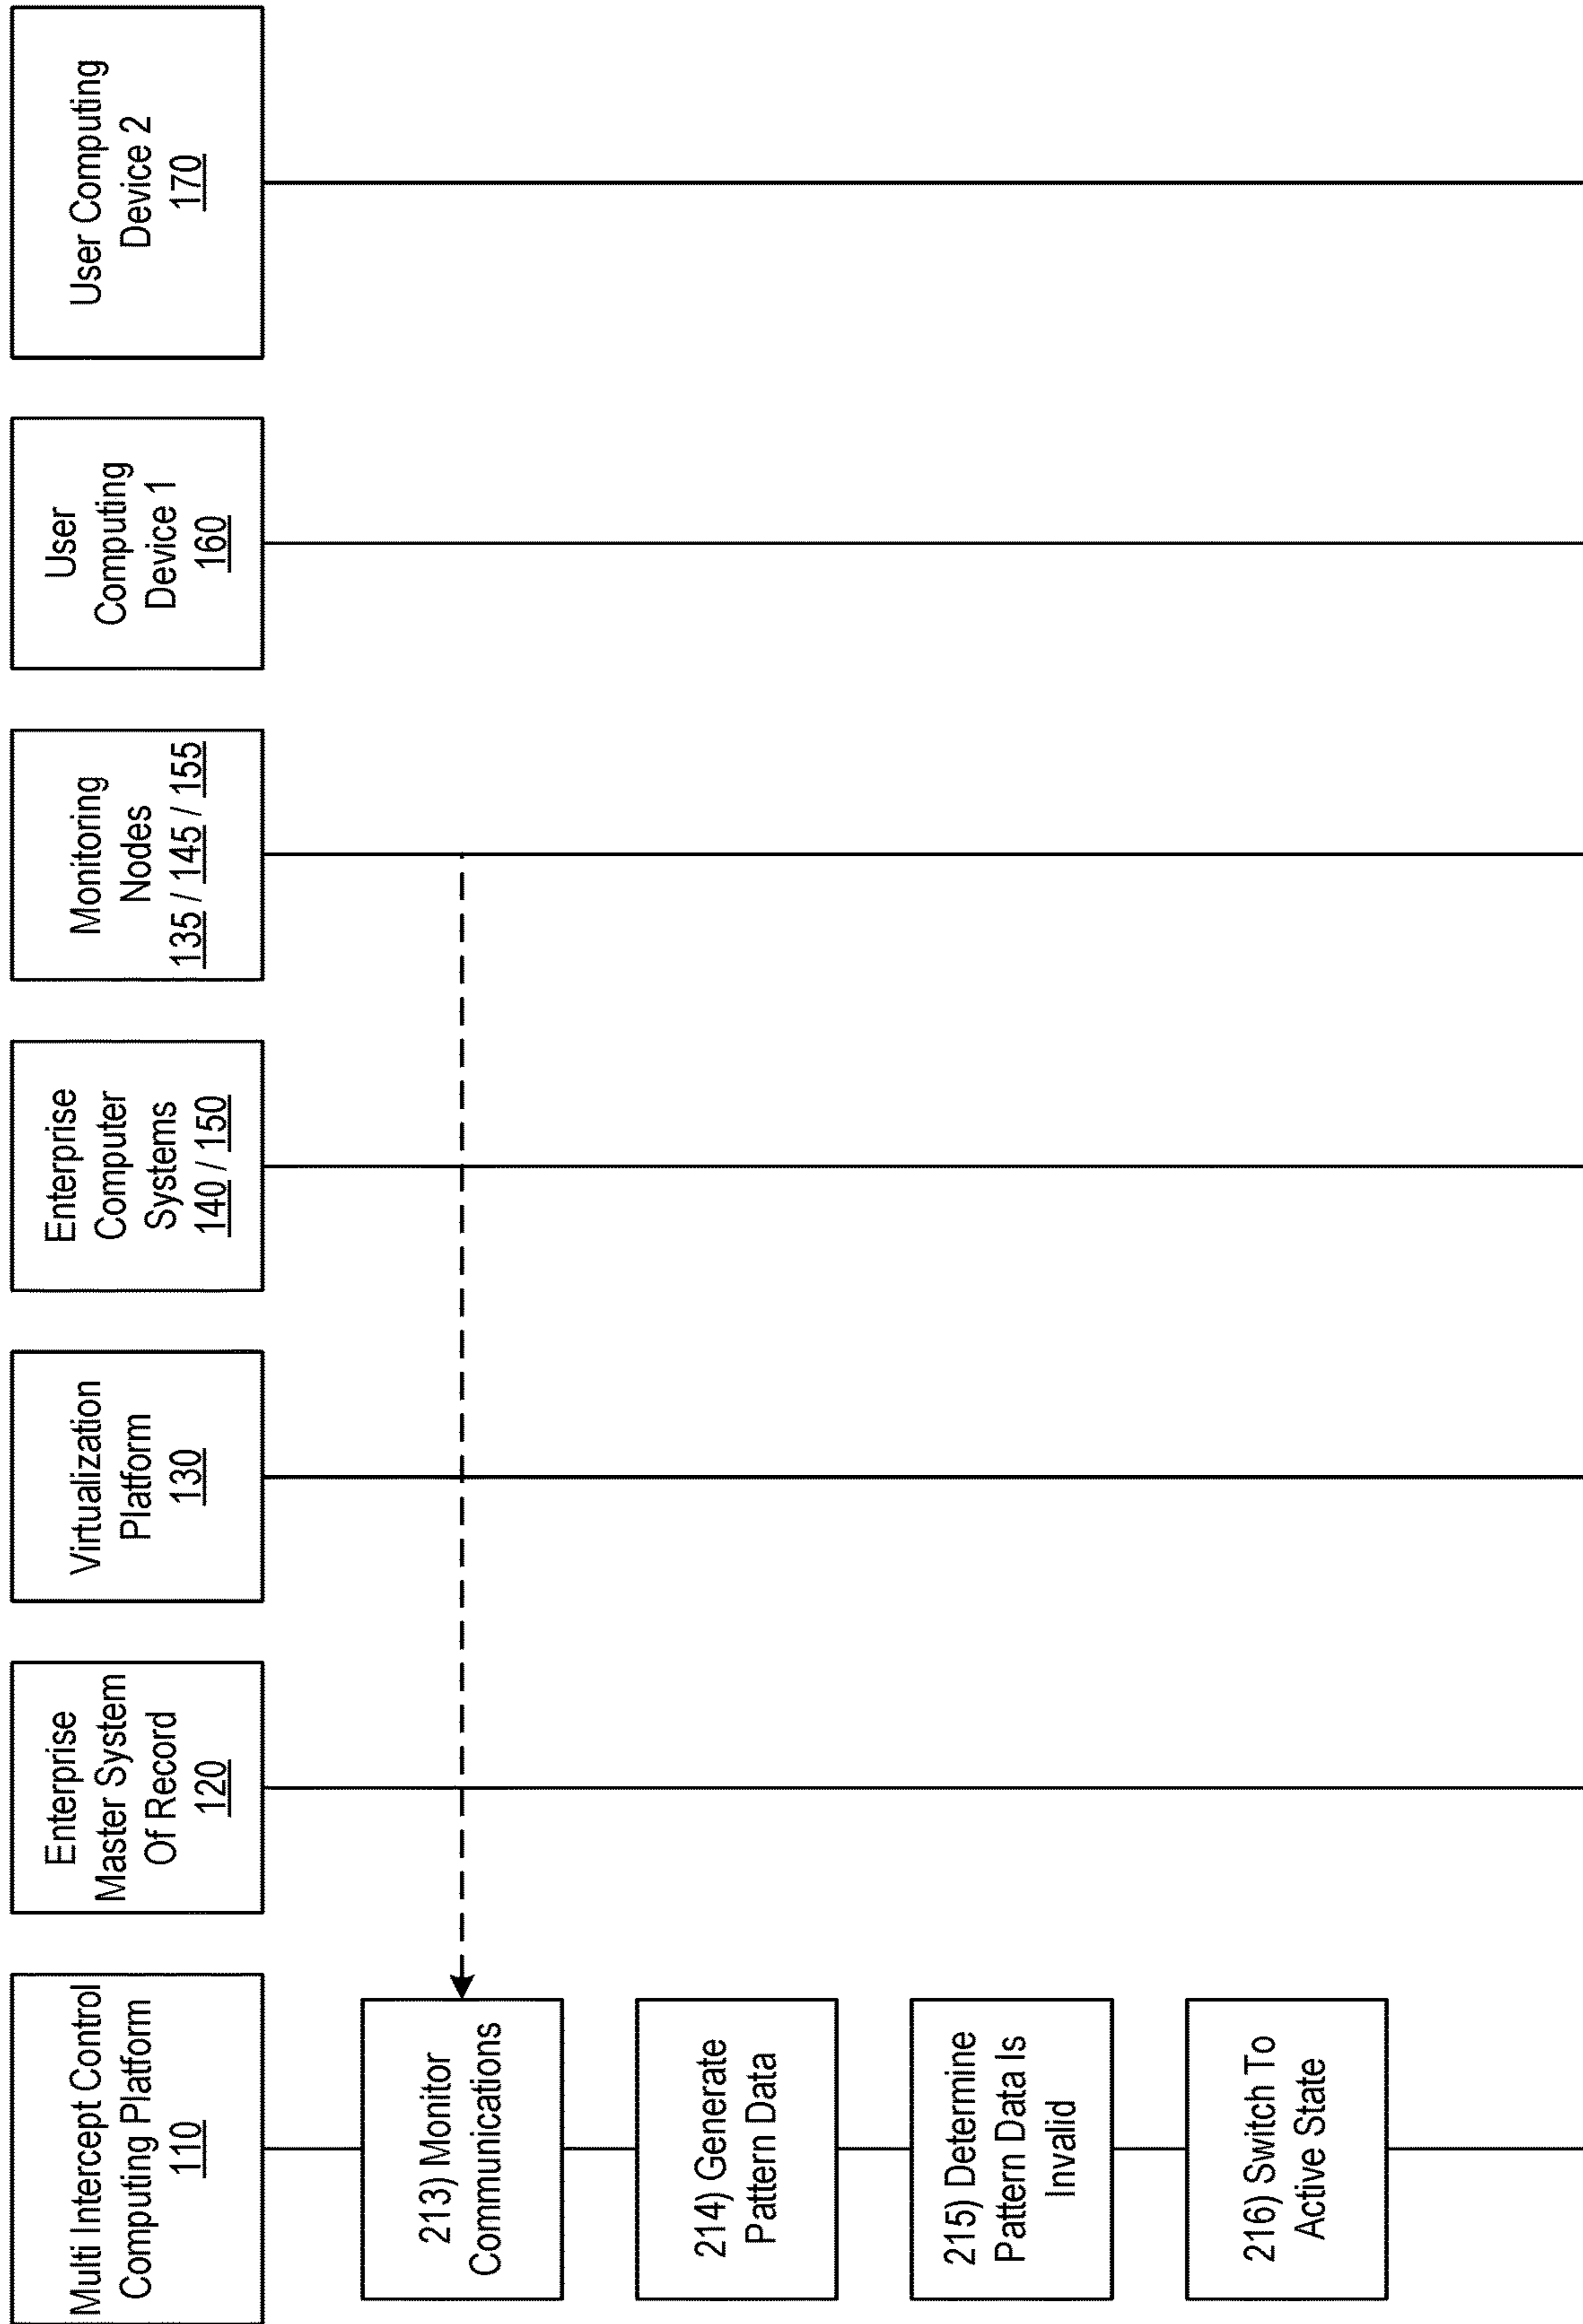 Multi Intercept Control
Computing Platform
110
Enterprise
Master System
Of Record
120
Virtualization
Platform
130
Enterprise
Computer
Systems
140 / 150
Monitoring
Nodes
135 / 145 / 155
User
Computing
Device 1
160
User Computing
Device 2
170
213) Monitor
Communications
214) Generate
Pattern Data
215) Determine
Pattern Data Is
Invalid
216) Switch To
Active State